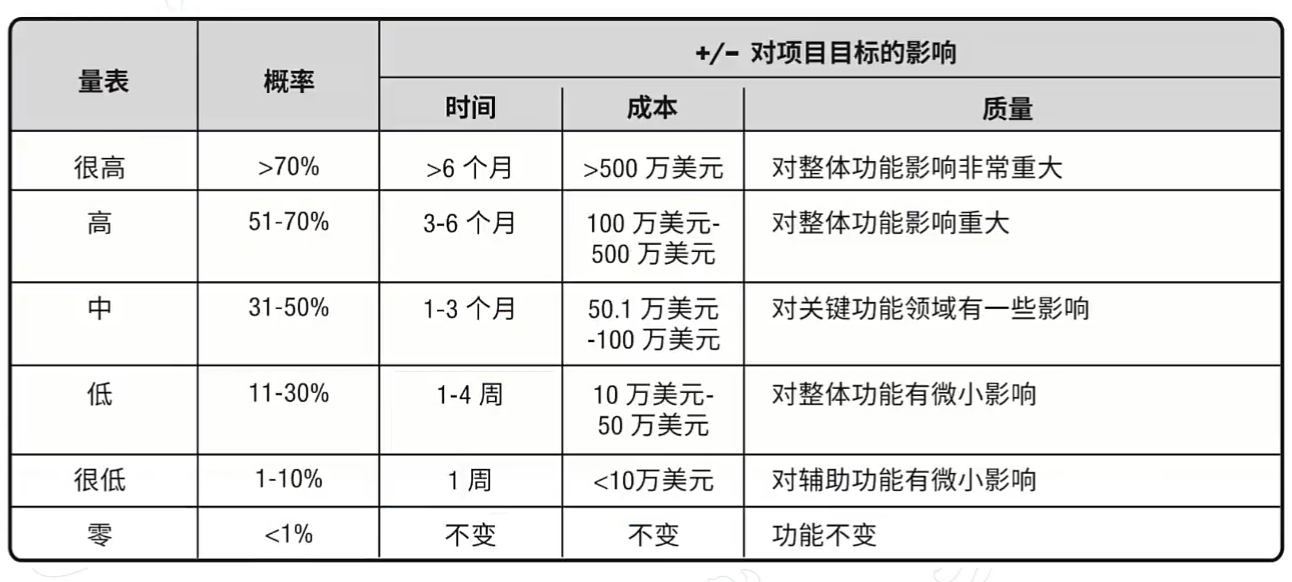 量表 概率 +/- 对项目目标的影响
时间 成本 质量
很高 >70% >6 个月 >500 万美元 对整体功能影响非常重大
高 51-70% 3-6 个月 100 万美元- 对整体功能影响重大
500 万美元
中 31-50% 1-3 个月 50.1 万美元 对关键功能领域有一些影响
-100 万美元
低 11-30% 1-4 周 10 万美元- 对整体功能有微小影响
50 万美元
很低 1-10% 1 周 <10万美元 对辅助功能有微小影响
零 <1% 不变 不变 功能不变